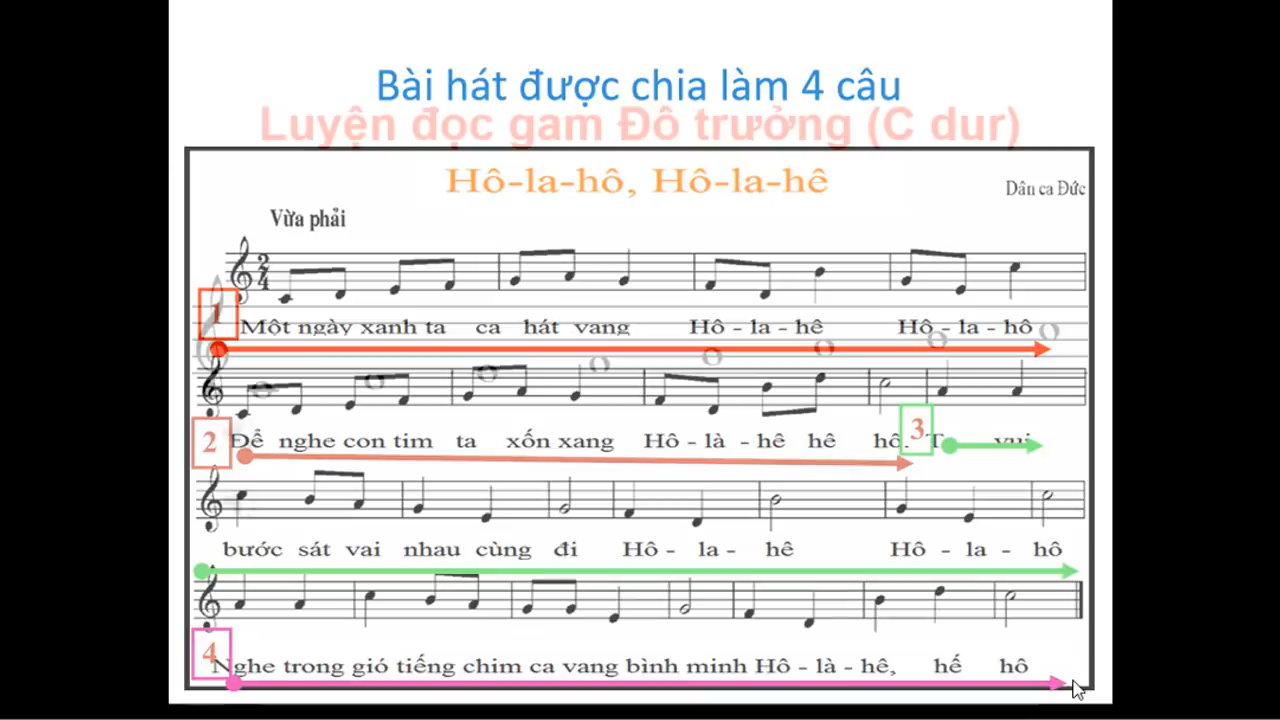 Bài hát được chia làm 4 câu
Luyện đọc gam Đô trưởng (C dur)
Hô-la-hô, Hô-la-hê
Dân ca Đức
Vừa phải
2
4
1
Một ngày xanh ta ca hát vang Hô - la - hê Hô - la - hô
2
Để nghe con tim ta xốn xang Hô - là - hê hê hô.
3
vui
bước sát vai nhau cùng đi Hô - la - hê Hô - la - hô
4
Nghe trong gió tiếng chim ca vang bình minh Hô - là - hê, hế hô